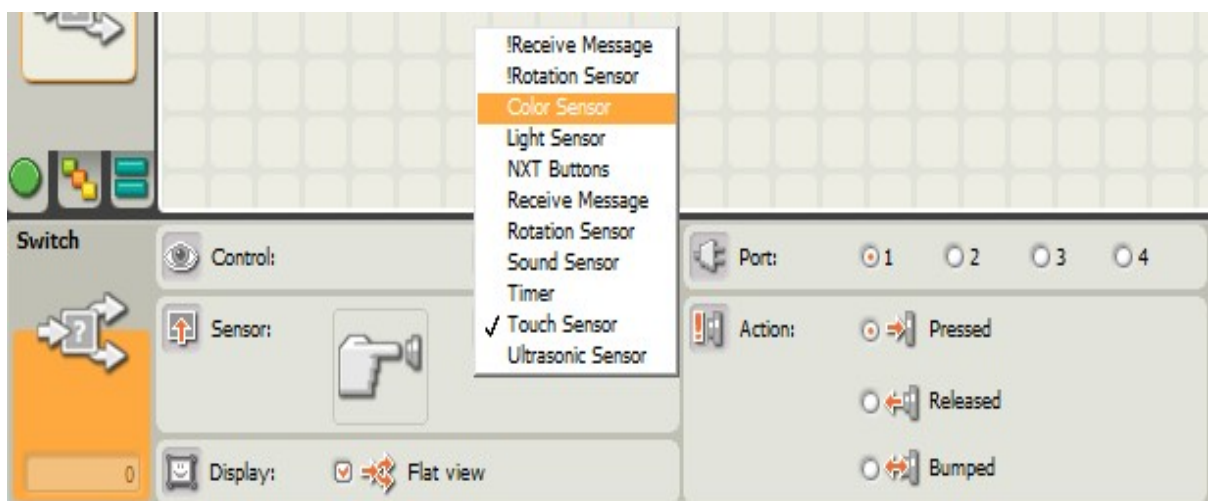 !Receive Message
!Rotation Sensor
Color Sensor
Light Sensor
NXT Buttons
Receive Message
Rotation Sensor
Sound Sensor
Timer
✓ Touch Sensor
Ultrasonic Sensor
Switch
?
0
Control:
Sensor:
Display:
Flat view
Port:
1 2 3 4
Action:
Pressed
Released
Bumped